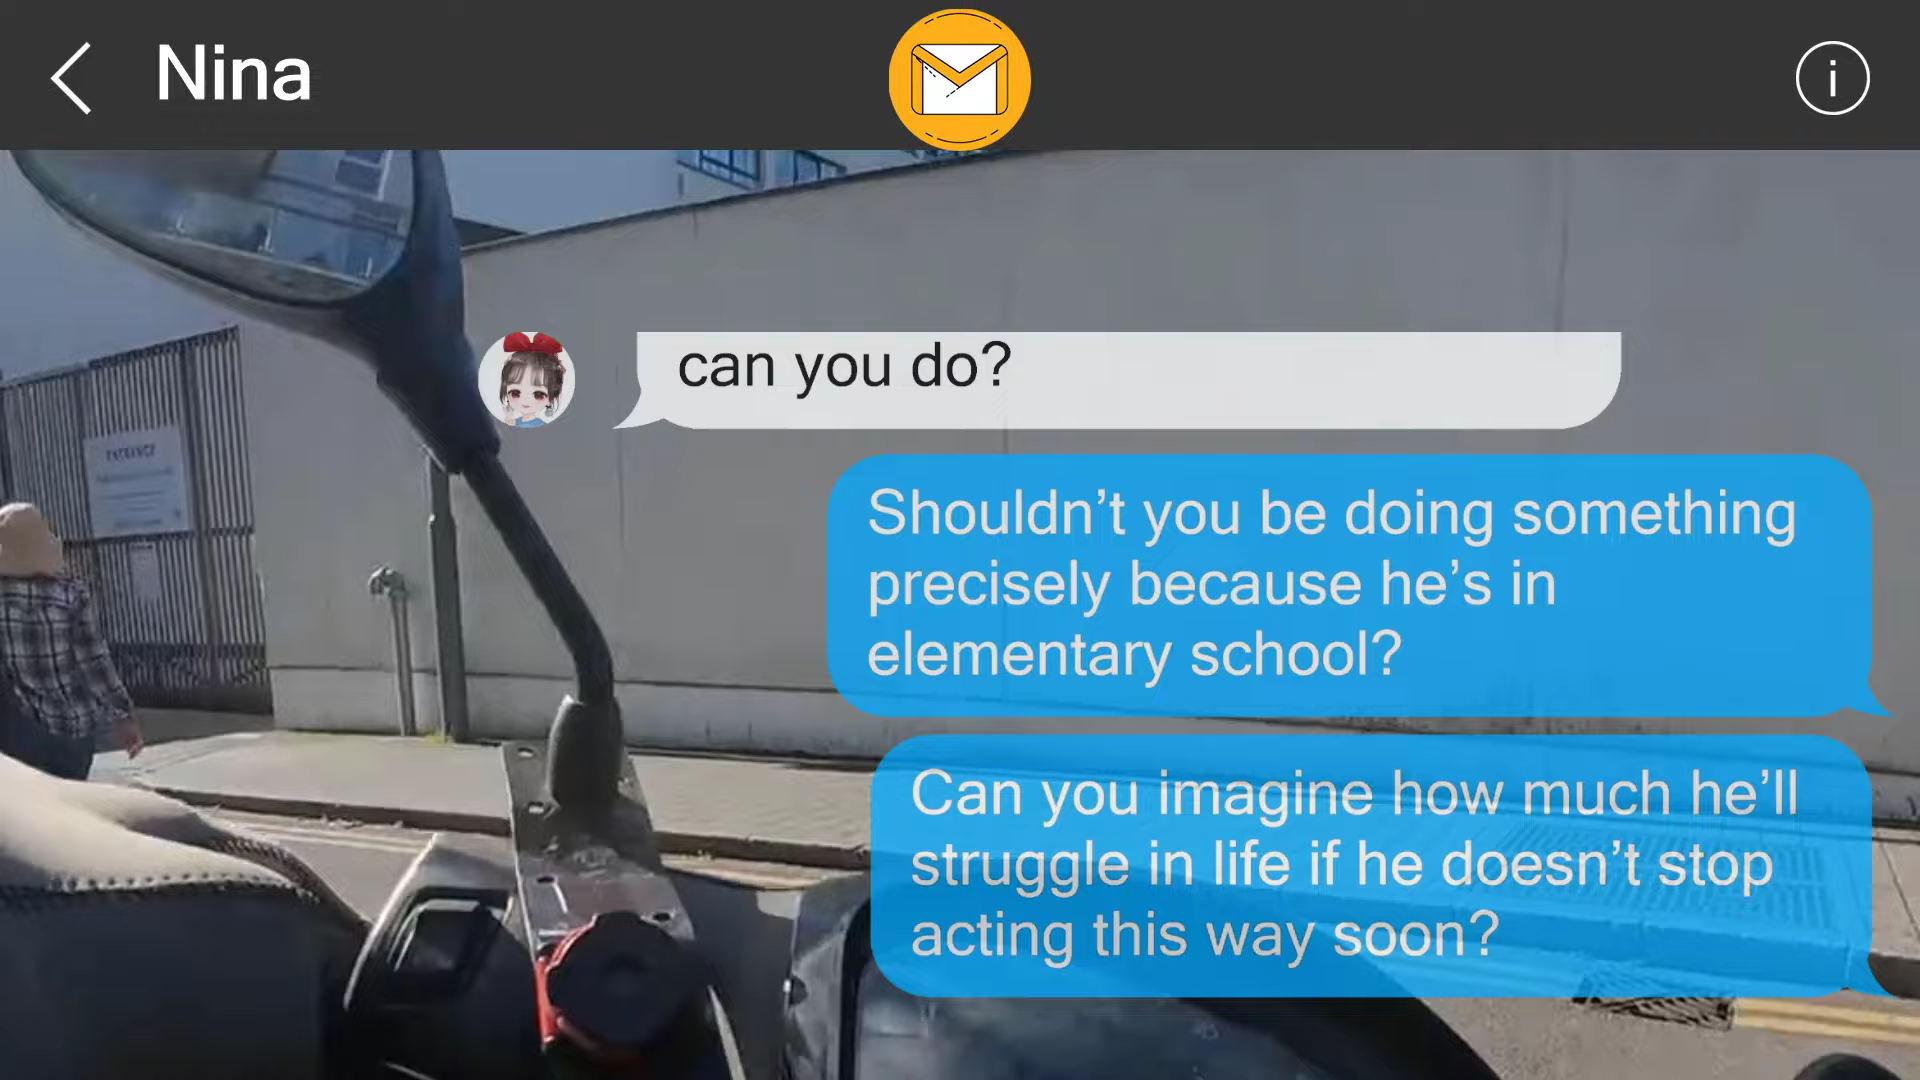 Nina
can you do?
Shouldn’t you be doing something
precisely because he’s in
elementary school?
Can you imagine how much he’ll
struggle in life if he doesn’t stop
acting this way soon?
ENTRANCE